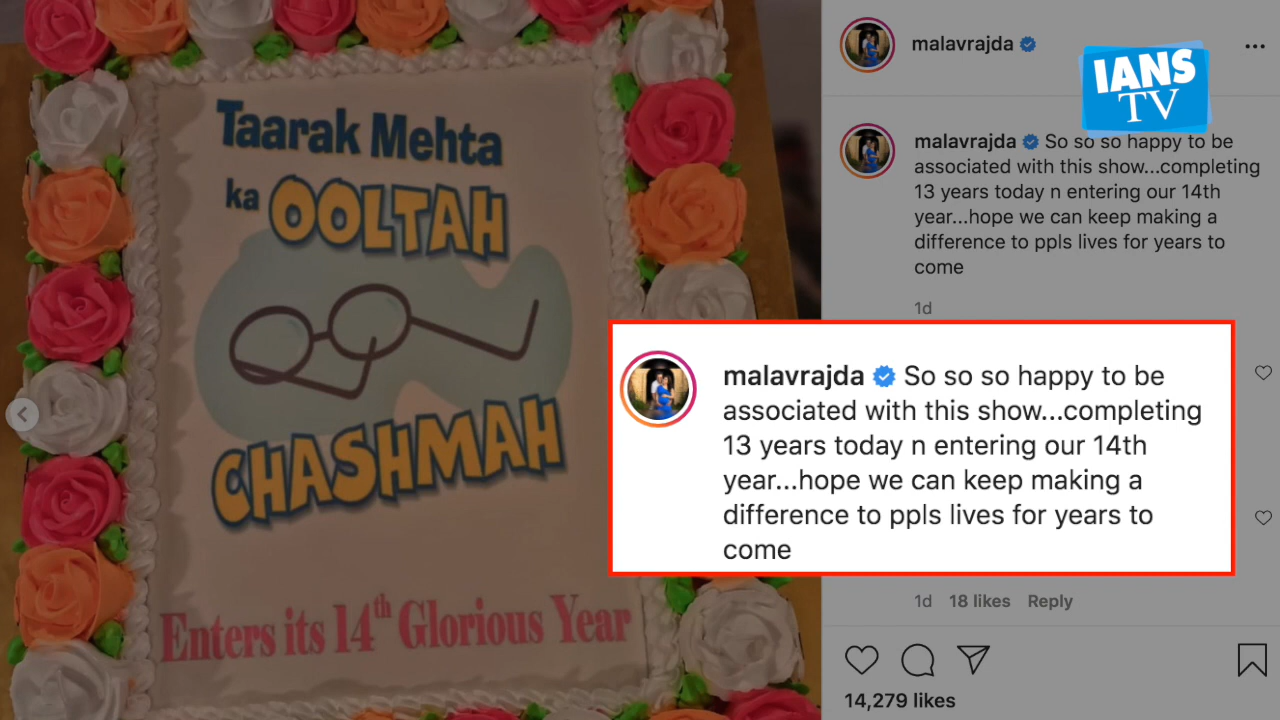 Taarak Mehta
ka OOLTAH
CHASHMAH
Enters its 14th Glorious Year
malavrajda
IANS
TV
malavrajda So so so happy to be
associated with this show...completing
13 years today n entering our 14th
year...hope we can keep making a
difference to ppls lives for years to
come
1d
malavrajda So so so happy to be
associated with this show...completing
13 years today n entering our 14th
year...hope we can keep making a
difference to ppls lives for years to
come
1d 18 likes Reply
14,279 likes